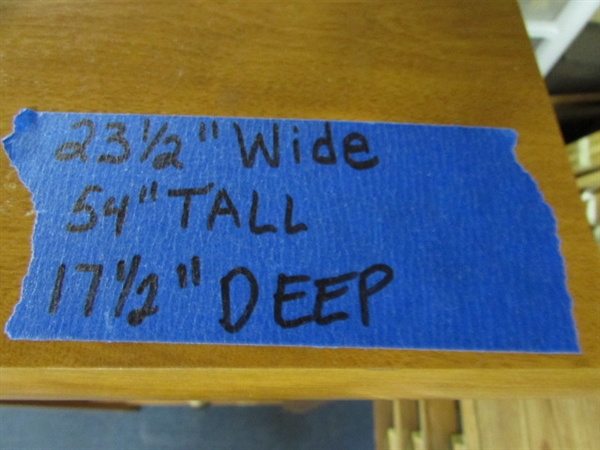 23½" Wide
54" TALL
17½" DEEP